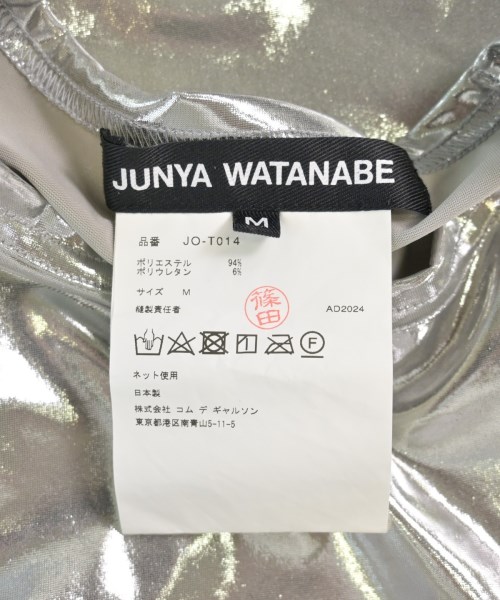 JUNYA WATANABE
M
品番 JO-T014
ポリエステル 94%
ポリウレタン 6%
サイズ M
縫製責任者 篠田 AD2024
F
ネット使用
日本製
株式会社 コム デ ギャルソン
東京都港区南青山5-11-5